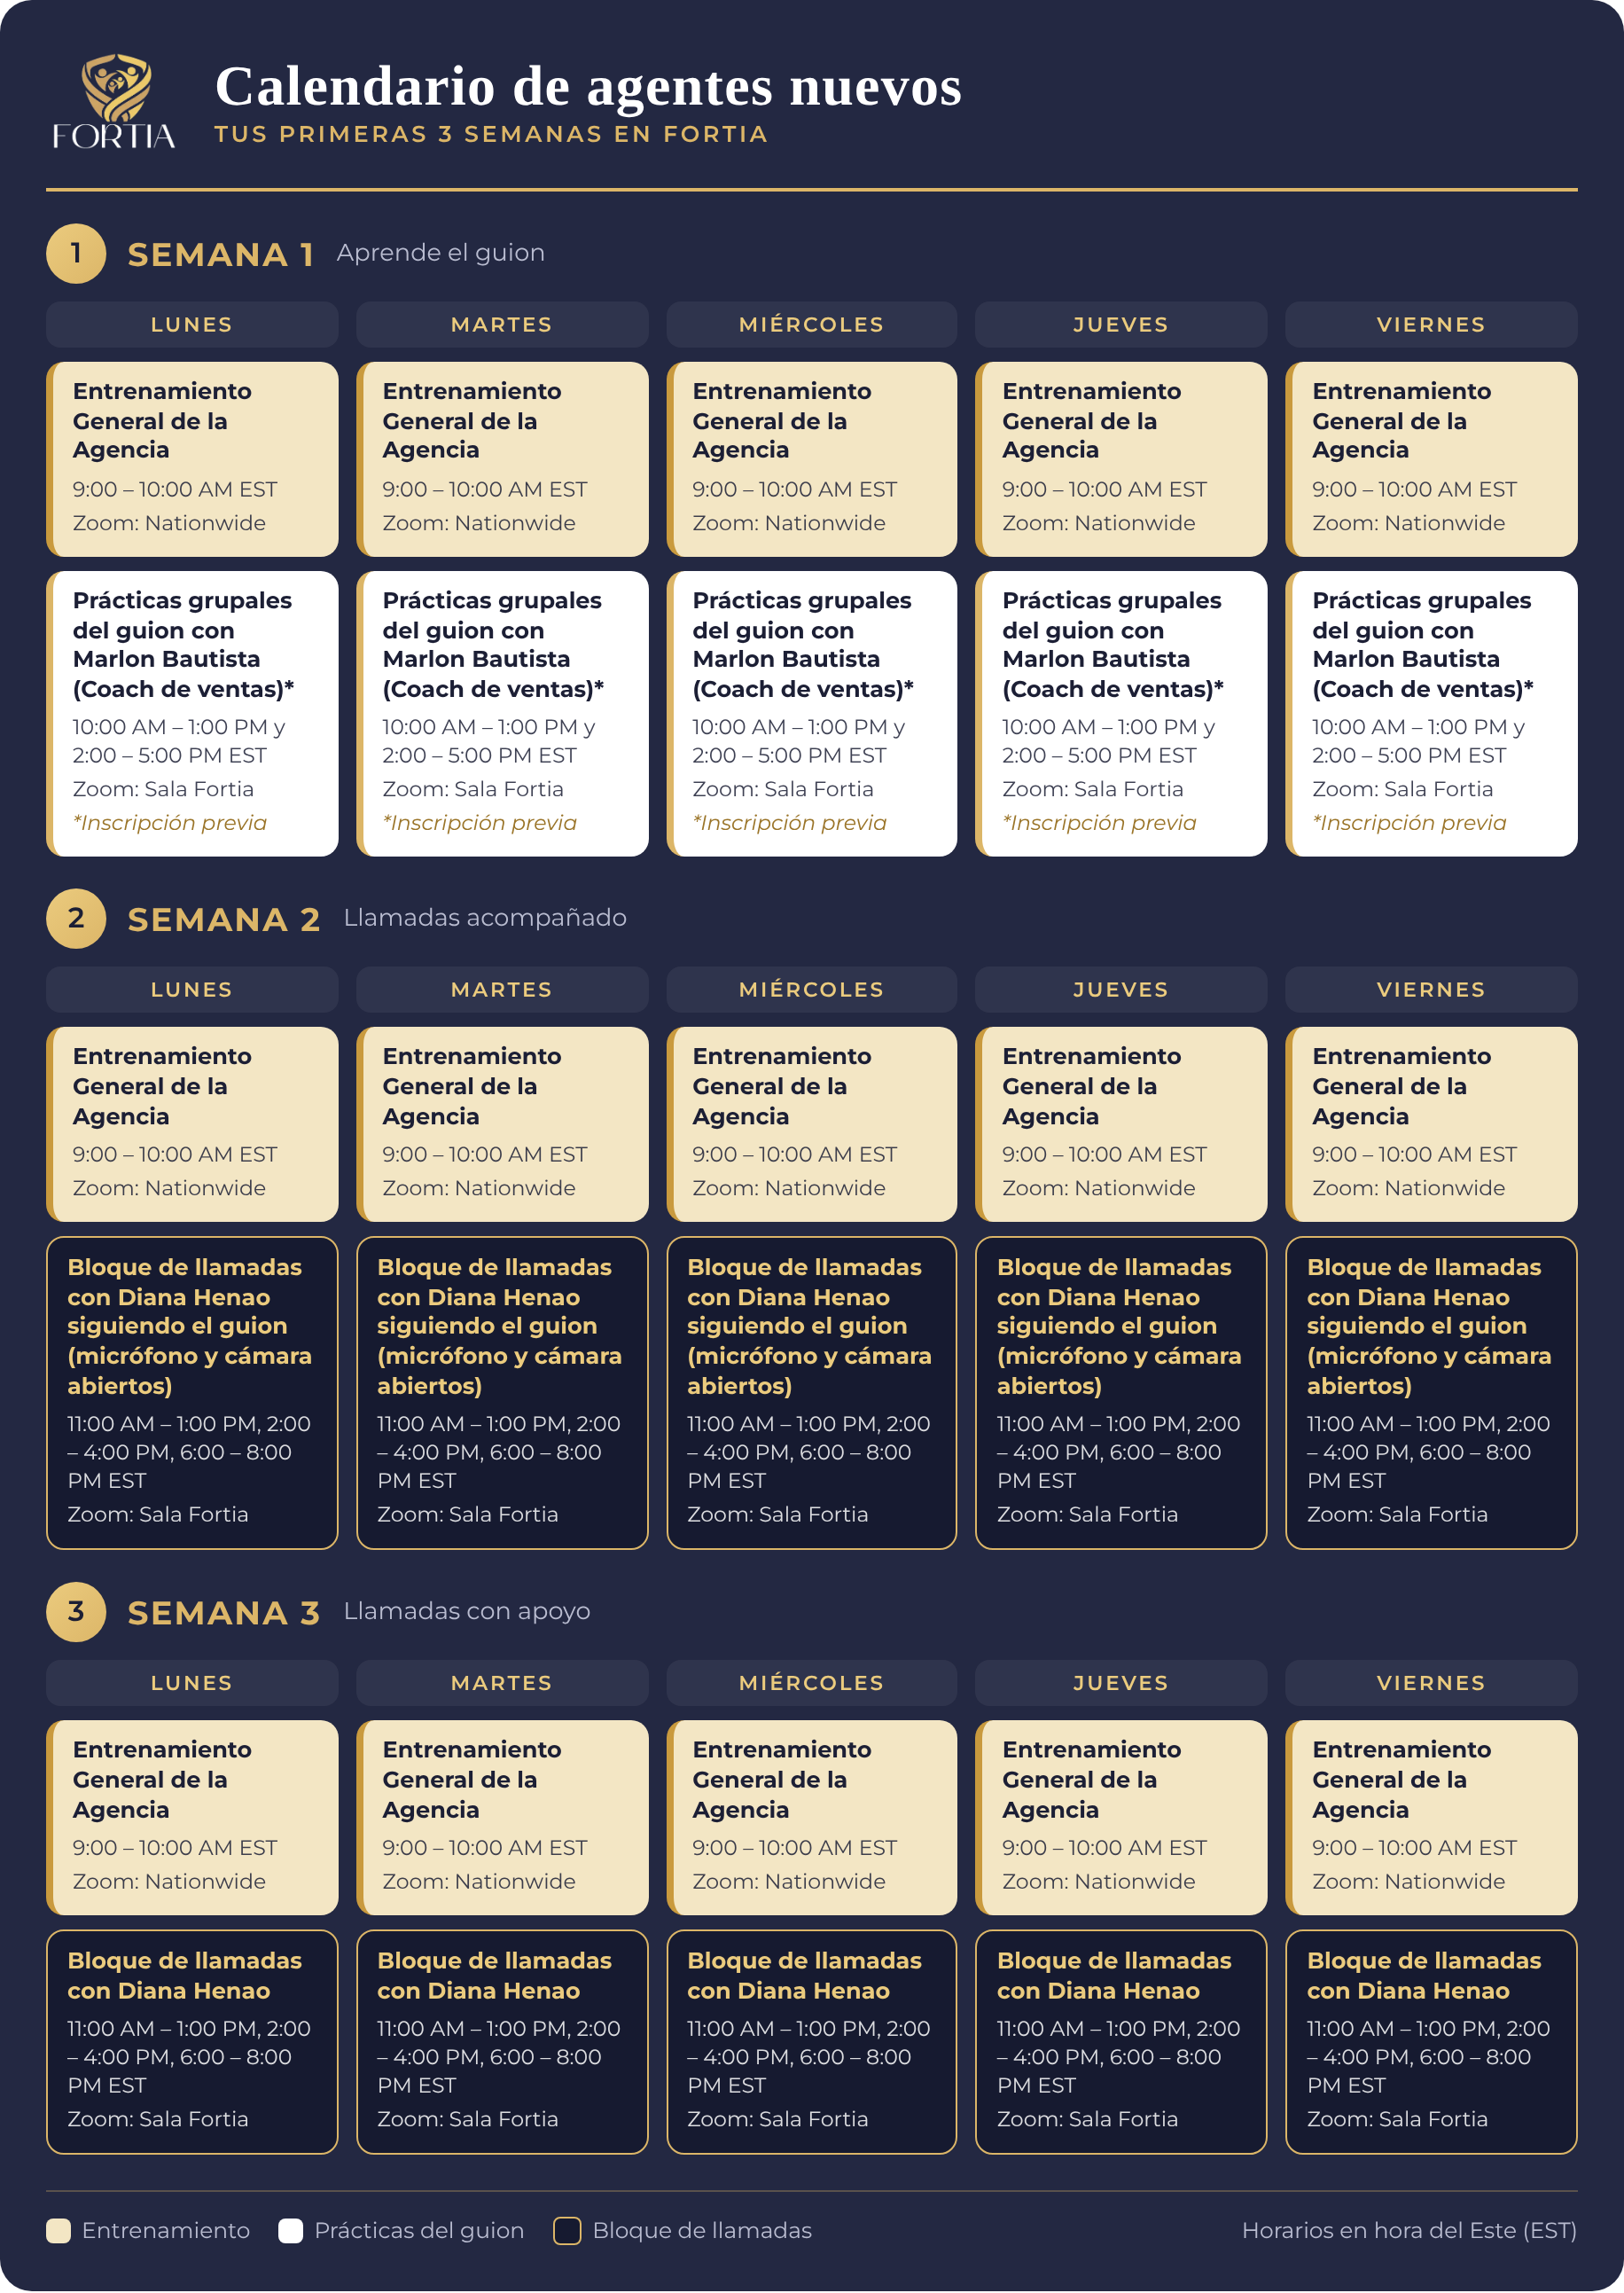 FORTIA
Calendario de agentes nuevos
TUS PRIMERAS 3 SEMANAS EN FORTIA
1 SEMANA 1 Aprende el guion
LUNES MARTES MIÉRCOLES JUEVES VIERNES
Entrenamiento Entrenamiento Entrenamiento Entrenamiento Entrenamiento
General de la General de la General de la General de la General de la
Agencia Agencia Agencia Agencia Agencia
9:00 – 10:00 AM EST 9:00 – 10:00 AM EST 9:00 – 10:00 AM EST 9:00 – 10:00 AM EST 9:00 – 10:00 AM EST
Zoom: Nationwide Zoom: Nationwide Zoom: Nationwide Zoom: Nationwide Zoom: Nationwide
Prácticas grupales Prácticas grupales Prácticas grupales Prácticas grupales Prácticas grupales
del guion con del guion con del guion con del guion con del guion con
Marlon Bautista Marlon Bautista Marlon Bautista Marlon Bautista Marlon Bautista
(Coach de ventas)* (Coach de ventas)* (Coach de ventas)* (Coach de ventas)* (Coach de ventas)*
10:00 AM – 1:00 PM y 10:00 AM – 1:00 PM y 10:00 AM – 1:00 PM y 10:00 AM – 1:00 PM y 10:00 AM – 1:00 PM y
2:00 – 5:00 PM EST 2:00 – 5:00 PM EST 2:00 – 5:00 PM EST 2:00 – 5:00 PM EST 2:00 – 5:00 PM EST
Zoom: Sala Fortia Zoom: Sala Fortia Zoom: Sala Fortia Zoom: Sala Fortia Zoom: Sala Fortia
*Inscripción previa *Inscripción previa *Inscripción previa *Inscripción previa *Inscripción previa
2 SEMANA 2 Llamadas acompañado
LUNES MARTES MIÉRCOLES JUEVES VIERNES
Entrenamiento Entrenamiento Entrenamiento Entrenamiento Entrenamiento
General de la General de la General de la General de la General de la
Agencia Agencia Agencia Agencia Agencia
9:00 – 10:00 AM EST 9:00 – 10:00 AM EST 9:00 – 10:00 AM EST 9:00 – 10:00 AM EST 9:00 – 10:00 AM EST
Zoom: Nationwide Zoom: Nationwide Zoom: Nationwide Zoom: Nationwide Zoom: Nationwide
Bloque de llamadas Bloque de llamadas Bloque de llamadas Bloque de llamadas Bloque de llamadas
con Diana Henao con Diana Henao con Diana Henao con Diana Henao con Diana Henao
siguiendo el guion siguiendo el guion siguiendo el guion siguiendo el guion siguiendo el guion
(micrófono y cámara (micrófono y cámara (micrófono y cámara (micrófono y cámara (micrófono y cámara
abiertos) abiertos) abiertos) abiertos) abiertos)
11:00 AM – 1:00 PM, 2:00 11:00 AM – 1:00 PM, 2:00 11:00 AM – 1:00 PM, 2:00 11:00 AM – 1:00 PM, 2:00 11:00 AM – 1:00 PM, 2:00
– 4:00 PM, 6:00 – 8:00 – 4:00 PM, 6:00 – 8:00 – 4:00 PM, 6:00 – 8:00 – 4:00 PM, 6:00 – 8:00 – 4:00 PM, 6:00 – 8:00
PM EST PM EST PM EST PM EST PM EST
Zoom: Sala Fortia Zoom: Sala Fortia Zoom: Sala Fortia Zoom: Sala Fortia Zoom: Sala Fortia
3 SEMANA 3 Llamadas con apoyo
LUNES MARTES MIÉRCOLES JUEVES VIERNES
Entrenamiento Entrenamiento Entrenamiento Entrenamiento Entrenamiento
General de la General de la General de la General de la General de la
Agencia Agencia Agencia Agencia Agencia
9:00 – 10:00 AM EST 9:00 – 10:00 AM EST 9:00 – 10:00 AM EST 9:00 – 10:00 AM EST 9:00 – 10:00 AM EST
Zoom: Nationwide Zoom: Nationwide Zoom: Nationwide Zoom: Nationwide Zoom: Nationwide
Bloque de llamadas Bloque de llamadas Bloque de llamadas Bloque de llamadas Bloque de llamadas
con Diana Henao con Diana Henao con Diana Henao con Diana Henao con Diana Henao
11:00 AM – 1:00 PM, 2:00 11:00 AM – 1:00 PM, 2:00 11:00 AM – 1:00 PM, 2:00 11:00 AM – 1:00 PM, 2:00 11:00 AM – 1:00 PM, 2:00
– 4:00 PM, 6:00 – 8:00 – 4:00 PM, 6:00 – 8:00 – 4:00 PM, 6:00 – 8:00 – 4:00 PM, 6:00 – 8:00 – 4:00 PM, 6:00 – 8:00
PM EST PM EST PM EST PM EST PM EST
Zoom: Sala Fortia Zoom: Sala Fortia Zoom: Sala Fortia Zoom: Sala Fortia Zoom: Sala Fortia
Entrenamiento Prácticas del guion Bloque de llamadas Horarios en hora del Este (EST)